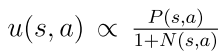 u(s, a) ∝ P(s,a) / 1+N(s,a)